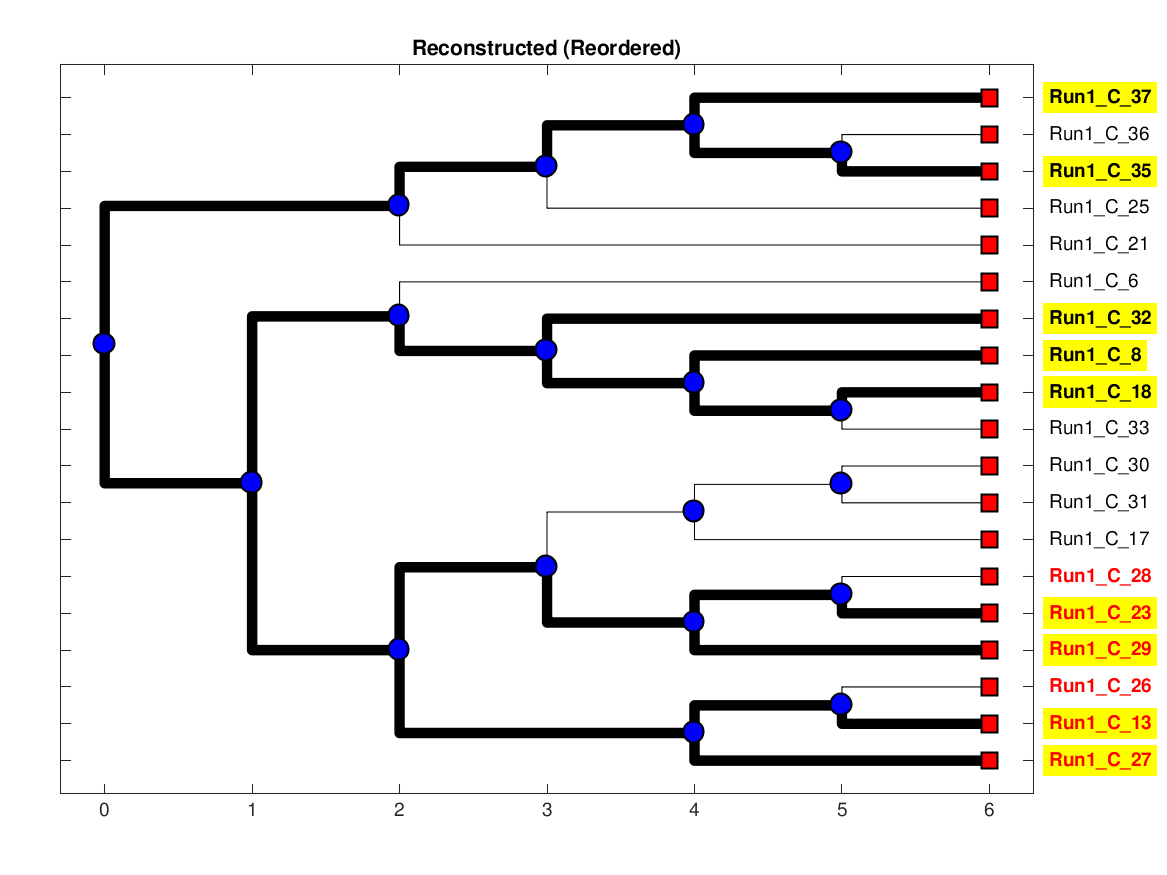 Reconstructed (Reordered)
Run1_C_37
Run1_C_36
Run1_C_35
Run1_C_25
Run1_C_21
Run1_C_6
Run1_C_32
Run1_C_8
Run1_C_18
Run1_C_33
Run1_C_30
Run1_C_31
Run1_C_17
Run1_C_28
Run1_C_23
Run1_C_29
Run1_C_26
Run1_C_13
Run1_C_27
0 1 2 3 4 5 6